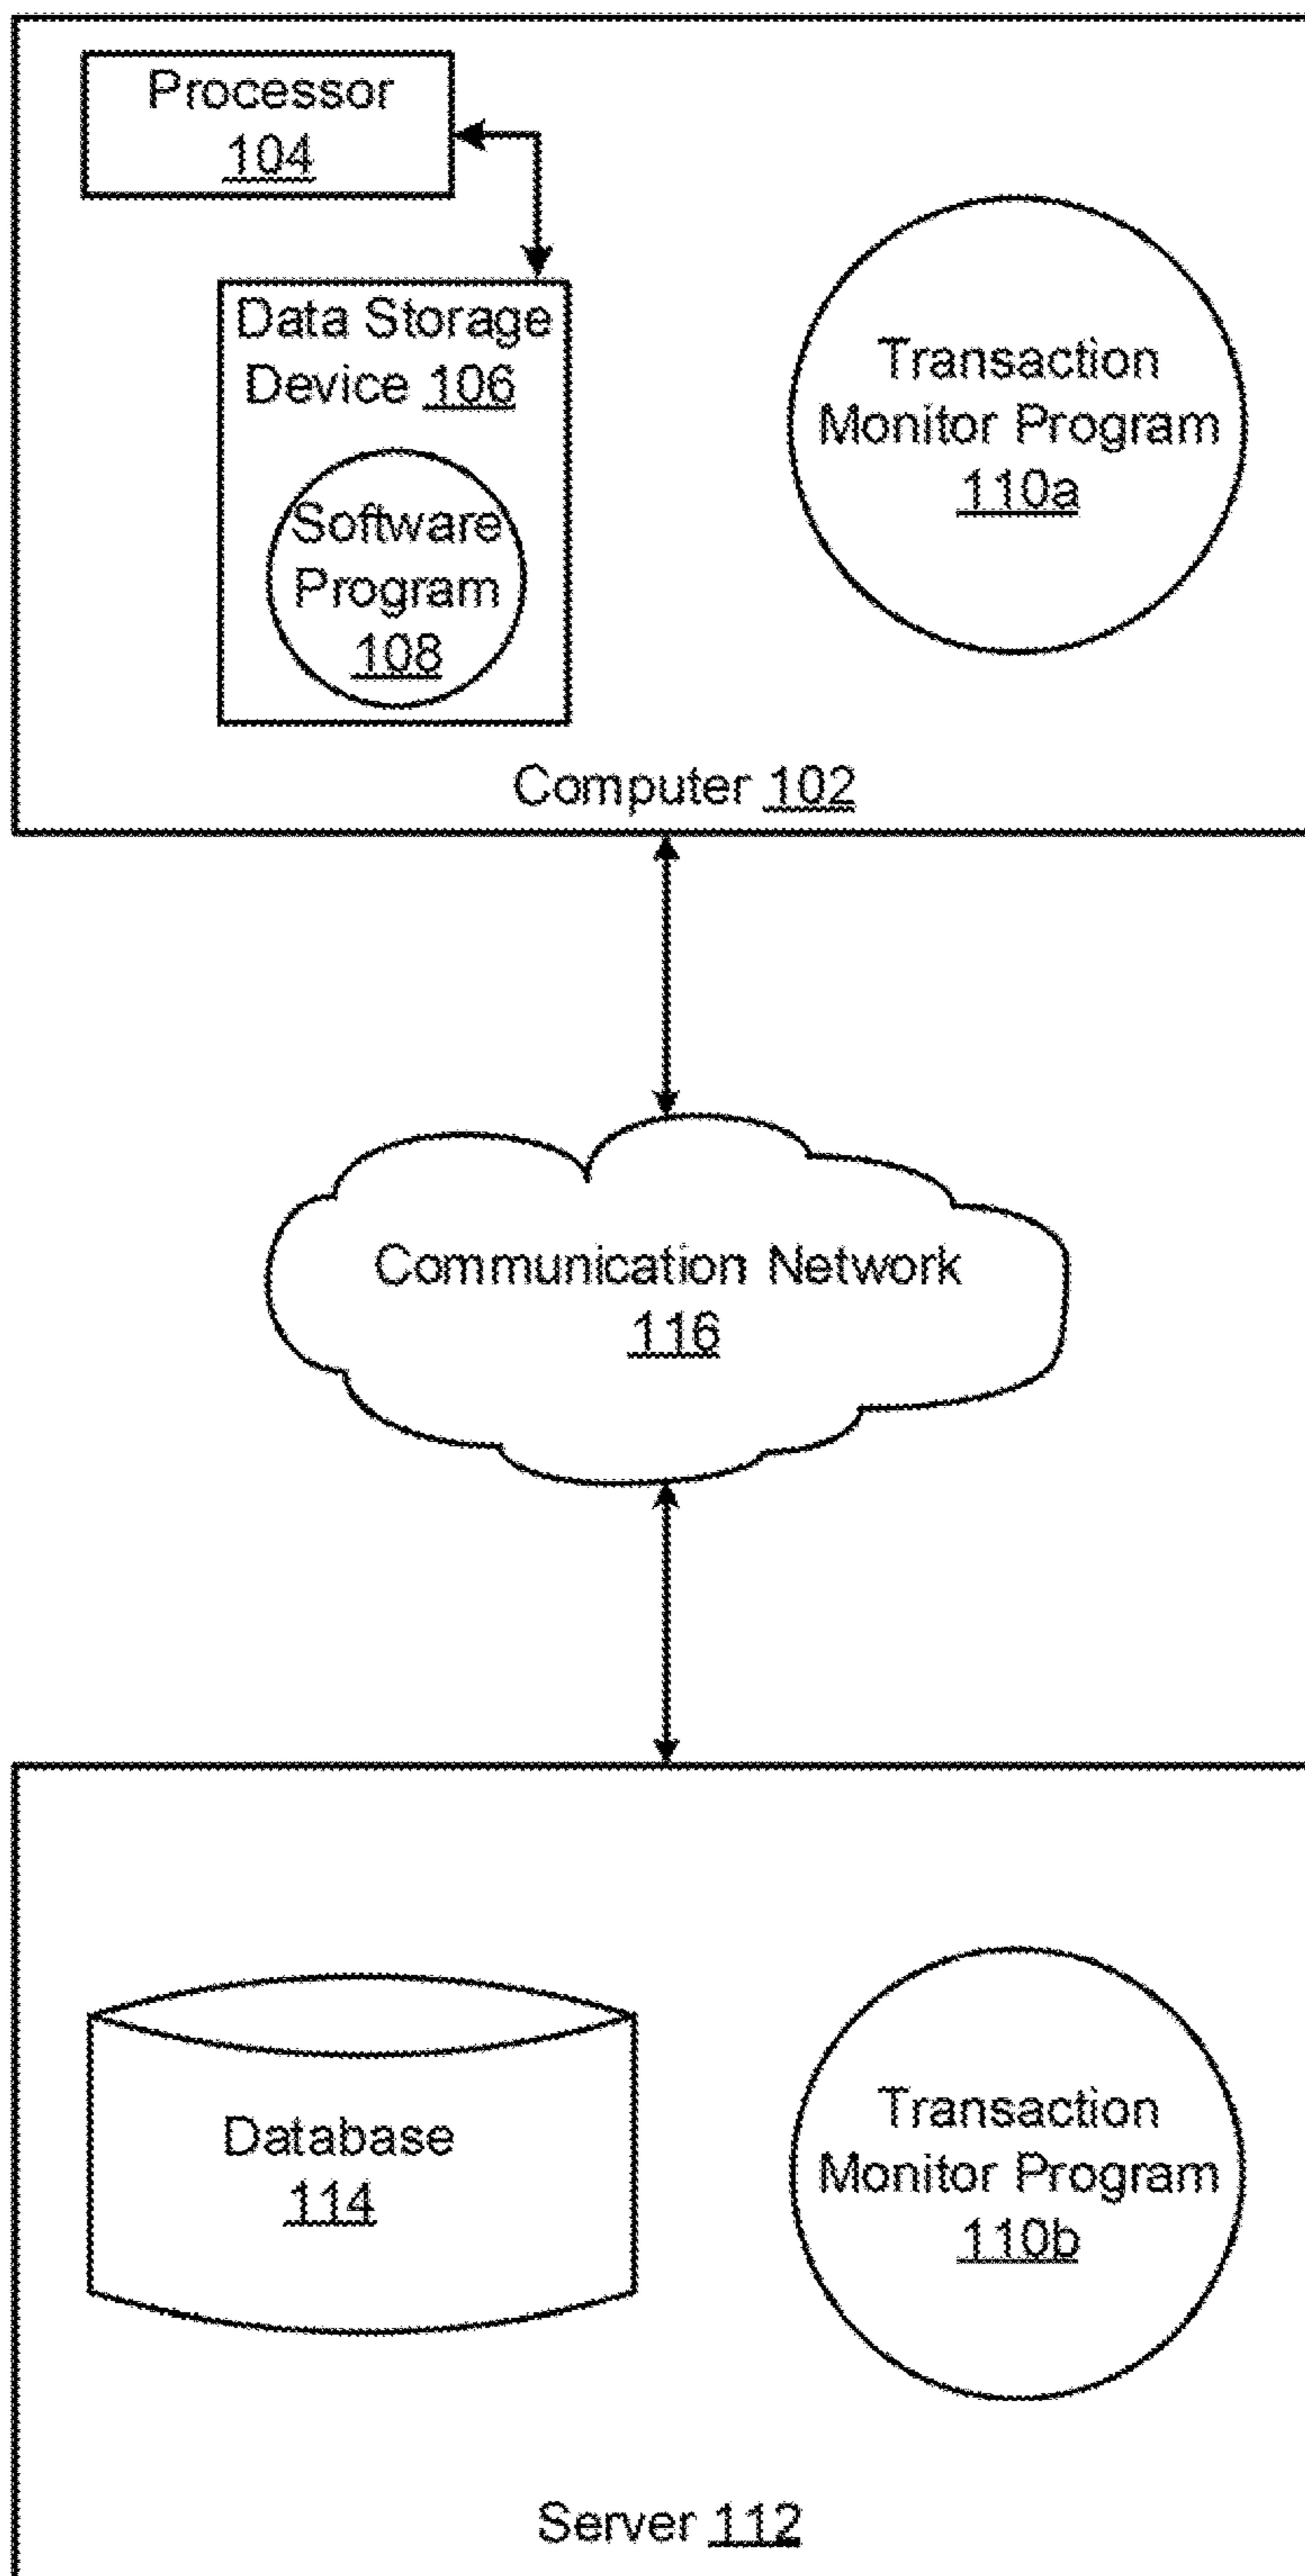 Processor
104
Data Storage
Device 106
Software
Program
108
Transaction
Monitor Program
110a
Computer 102
Communication Network
116
Database
114
Transaction
Monitor Program
110b
Server 112